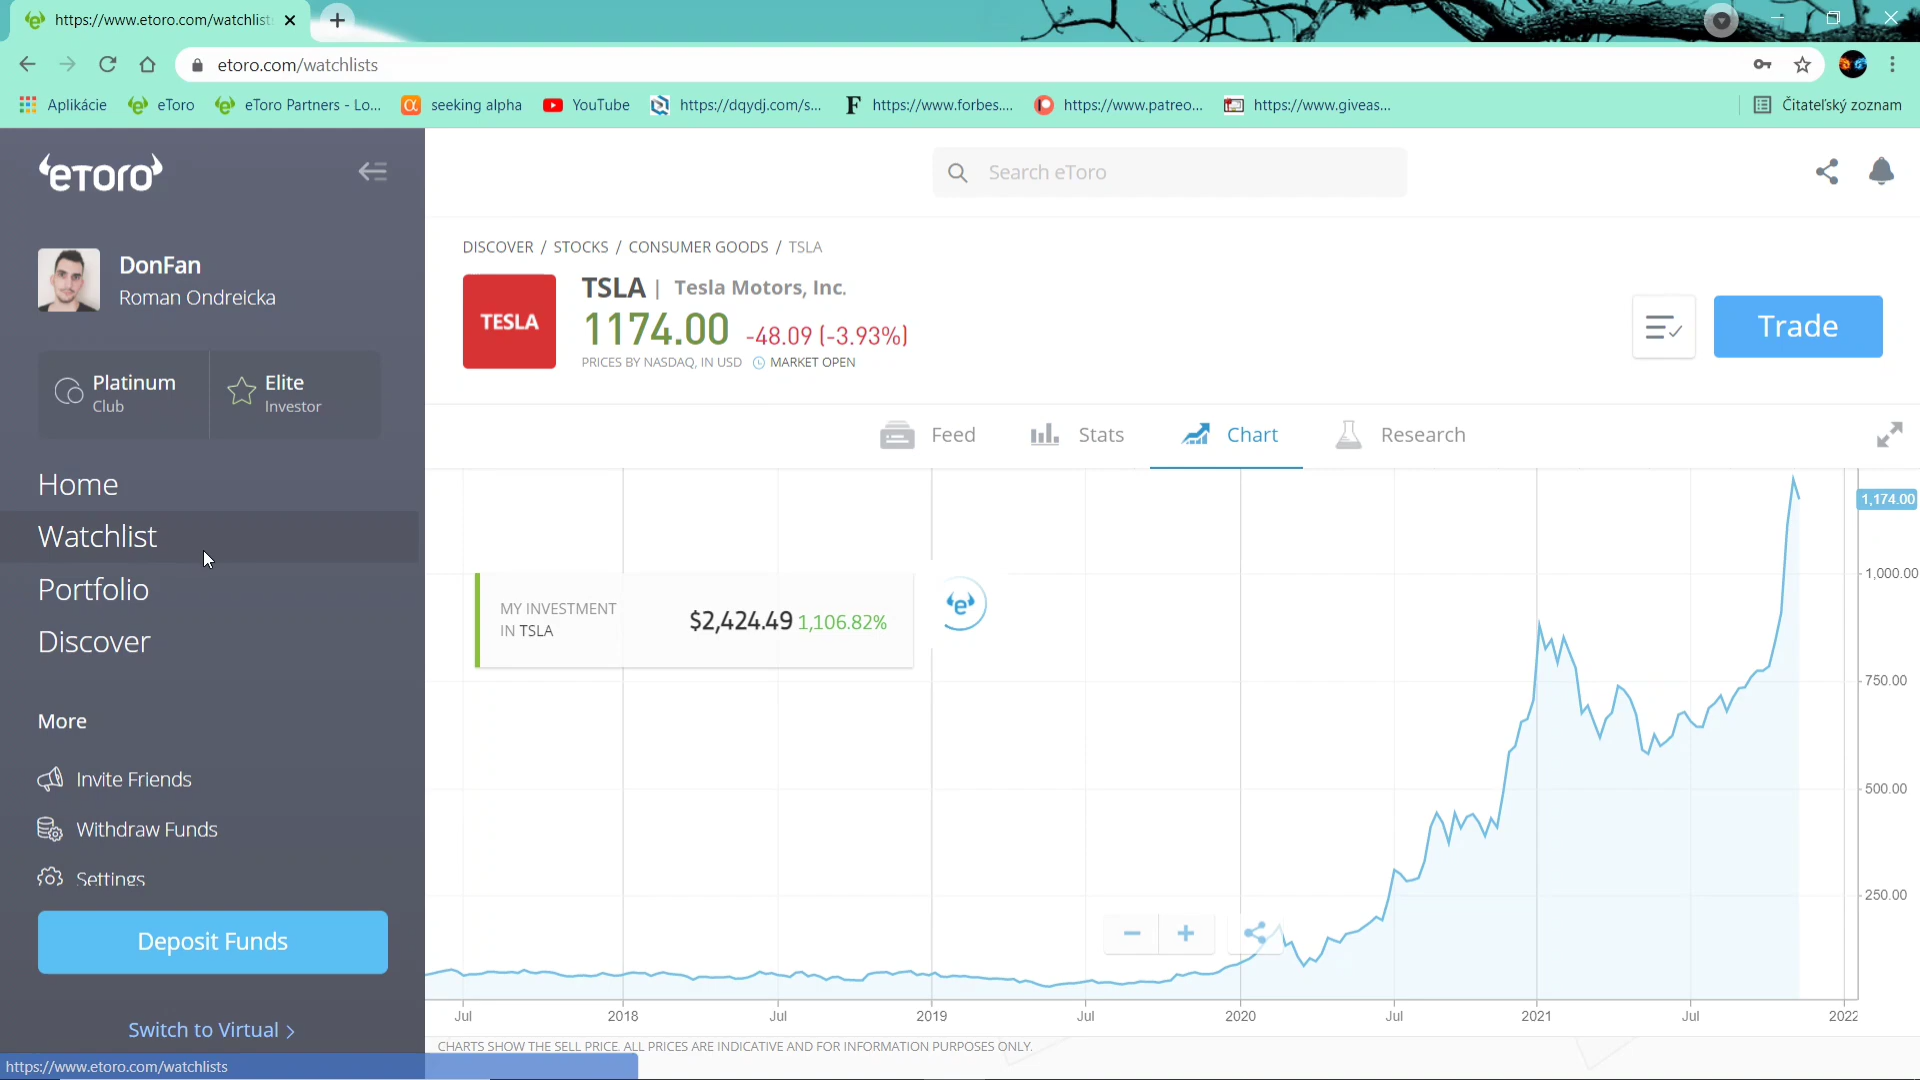 https://www.etoro.com/watchlist
etoro.com/watchlists
Aplikácie
eToro
eToro Partners - Lo...
seeking alpha
YouTube
https://dqydj.com/s...
https://www.forbes....
https://www.patreo...
https://www.giveas...
Čitateľský zoznam
eToro
Search eToro
DonFan
Roman Ondreicka
Platinum
Club
Elite
Investor
Home
Watchlist
Portfolio
Discover
More
Invite Friends
Withdraw Funds
Settings
Deposit Funds
Switch to Virtual >
https://www.etoro.com/watchlists
DISCOVER / STOCKS / CONSUMER GOODS / TSLA
TESLA
TSLA | Tesla Motors, Inc.
1174.00 -48.09 (-3.93%)
PRICES BY NASDAQ, IN USD MARKET OPEN
Trade
Feed
Stats
Chart
Research
MY INVESTMENT
IN TSLA
$2,424.49 1,106.82%
1,174.00
1,000.00
750.00
500.00
250.00
Jul 2018 Jul 2019 Jul 2020 Jul 2021 Jul 2022
CHARTS SHOW THE SELL PRICE. ALL PRICES ARE INDICATIVE AND FOR INFORMATION PURPOSES ONLY.